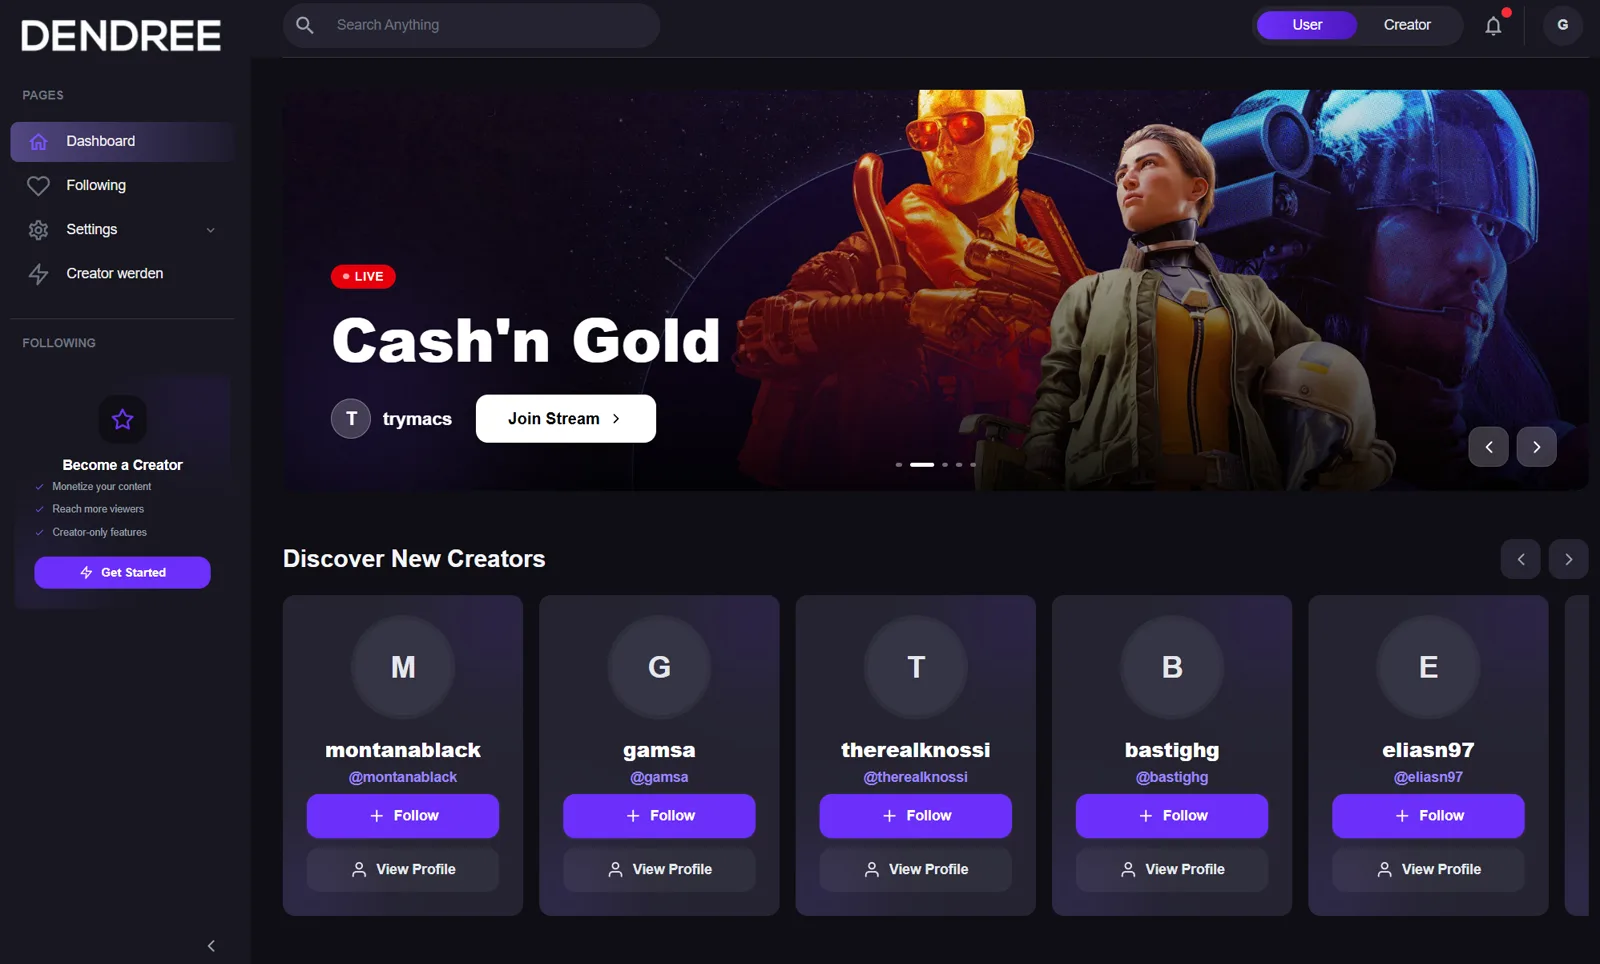 DENDREE
Search Anything
User
Creator
G
PAGES
Dashboard
Following
Settings
Creator werden
FOLLOWING
Become a Creator
Monetize your content
Reach more viewers
Creator-only features
Get Started
LIVE
Cash'n Gold
T
trymacs
Join Stream
Discover New Creators
M
montanablack
@montanablack
Follow
View Profile
G
gamsa
@gamsa
Follow
View Profile
T
therealknossi
@therealknossi
Follow
View Profile
B
bastighg
@bastighg
Follow
View Profile
E
eliasn97
@eliasn97
Follow
View Profile